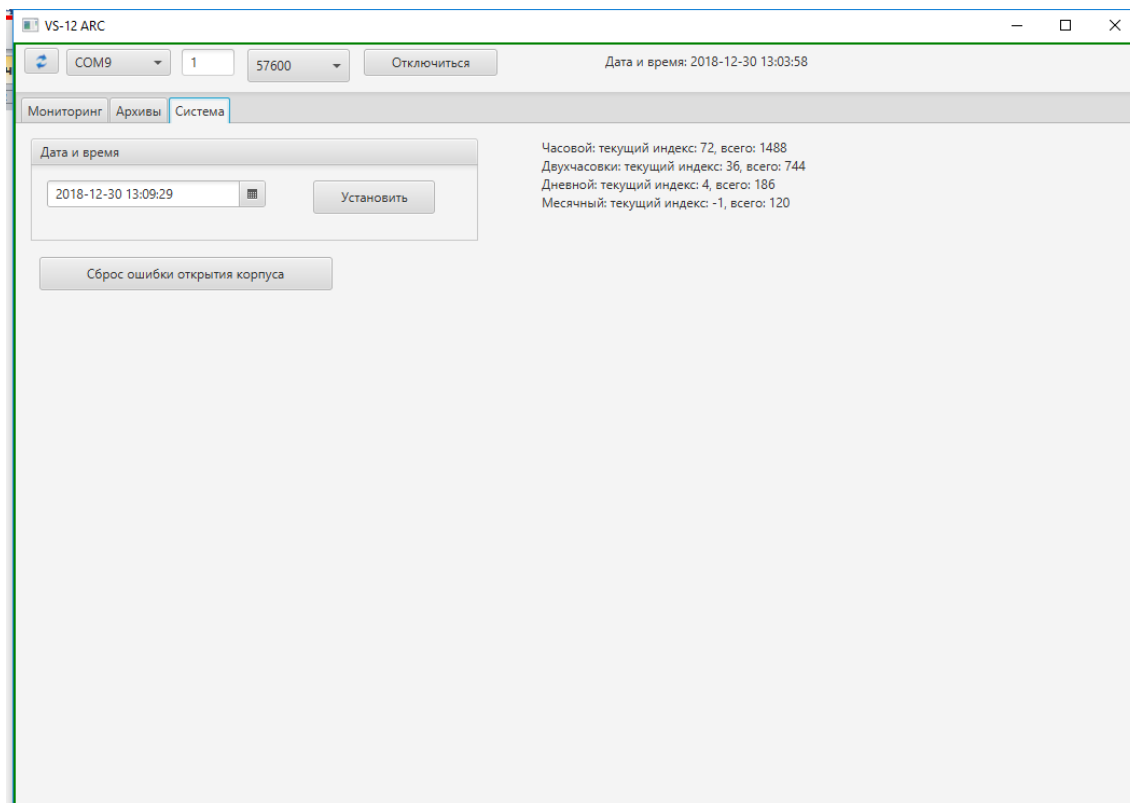 VS-12 ARC
COM9 1 57600 Отключиться Дата и время: 2018-12-30 13:03:58
Мониторинг Архивы Система
Дата и время
2018-12-30 13:09:29 Установить
Сброс ошибки открытия корпуса
Часовой: текущий индекс: 72, всего: 1488
Двухчасовки: текущий индекс: 36, всего: 744
Дневной: текущий индекс: 4, всего: 186
Месячный: текущий индекс: -1, всего: 120